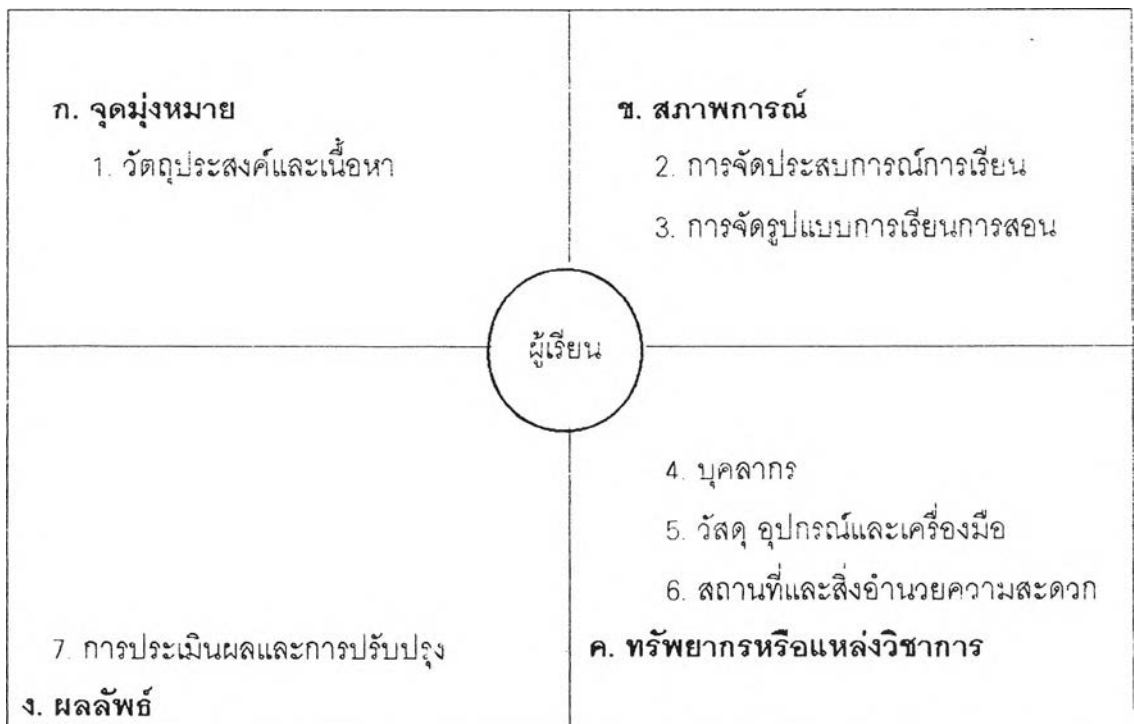 ก. จุดมุ่งหมาย
1. วัตถุประสงค์และเนื้อหา
ข. สภาพการณ์
2. การจัดประสบการณ์การเรียน
3. การจัดรูปแบบการเรียนการสอน
ผู้เรียน
4. บุคลากร
5. วัสดุ อุปกรณ์และเครื่องมือ
6. สถานที่และสิ่งอำนวยความสะดวก
ค. ทรัพยากรหรือแหล่งวิชาการ
7. การประเมินผลและการปรับปรุง
ง. ผลลัพธ์